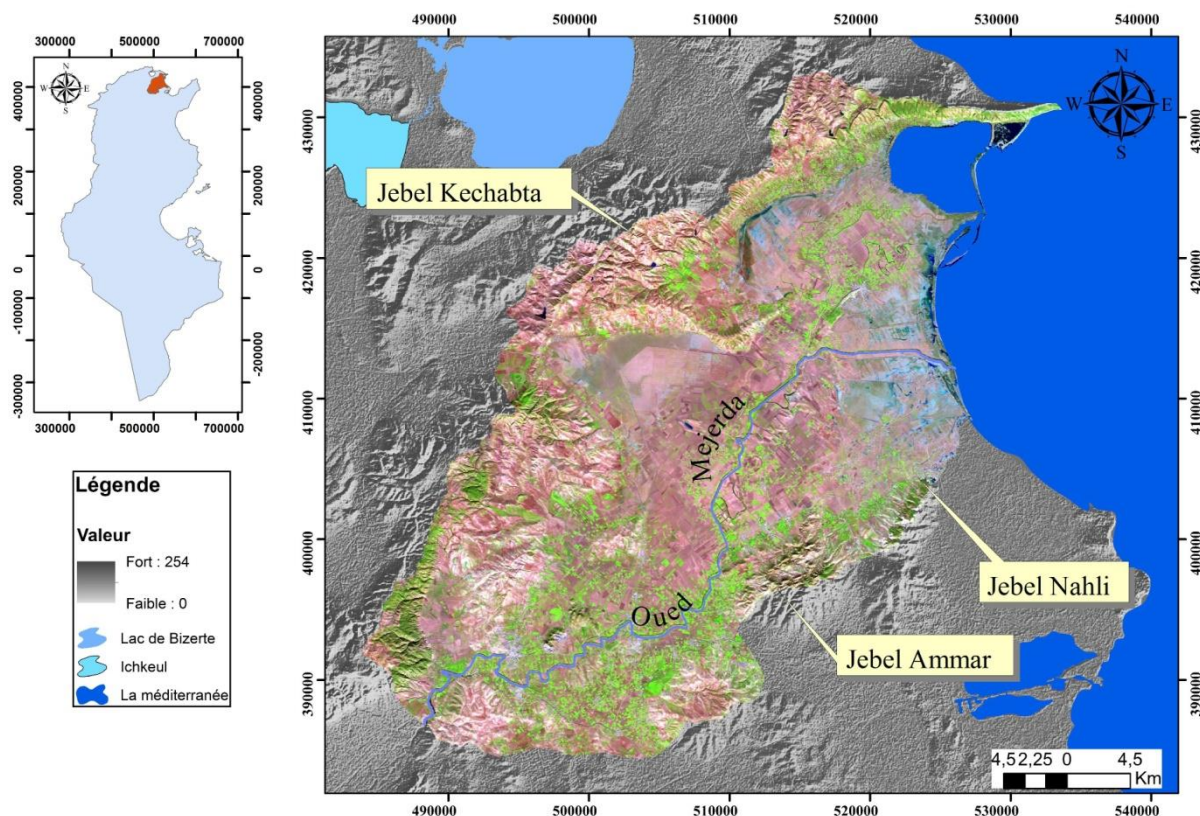 300000 500000 700000
N
W E
S
400000
200000
0
-100000
-300000
400000
200000
0
-200000
300000 500000 700000
Légende
Valeur
Fort : 254
Faible : 0
Lac de Bizerte
Ichkeul
La méditerranée
490000 500000 510000 520000 530000 540000
430000
420000
410000
400000
390000
N
W E
S
Jebel Kechabta
Mejerda
Oued
Jebel Nahli
Jebel Ammar
430000
420000
410000
400000
390000
4,5 2,25 0 4,5
Km
490000 500000 510000 520000 530000 540000